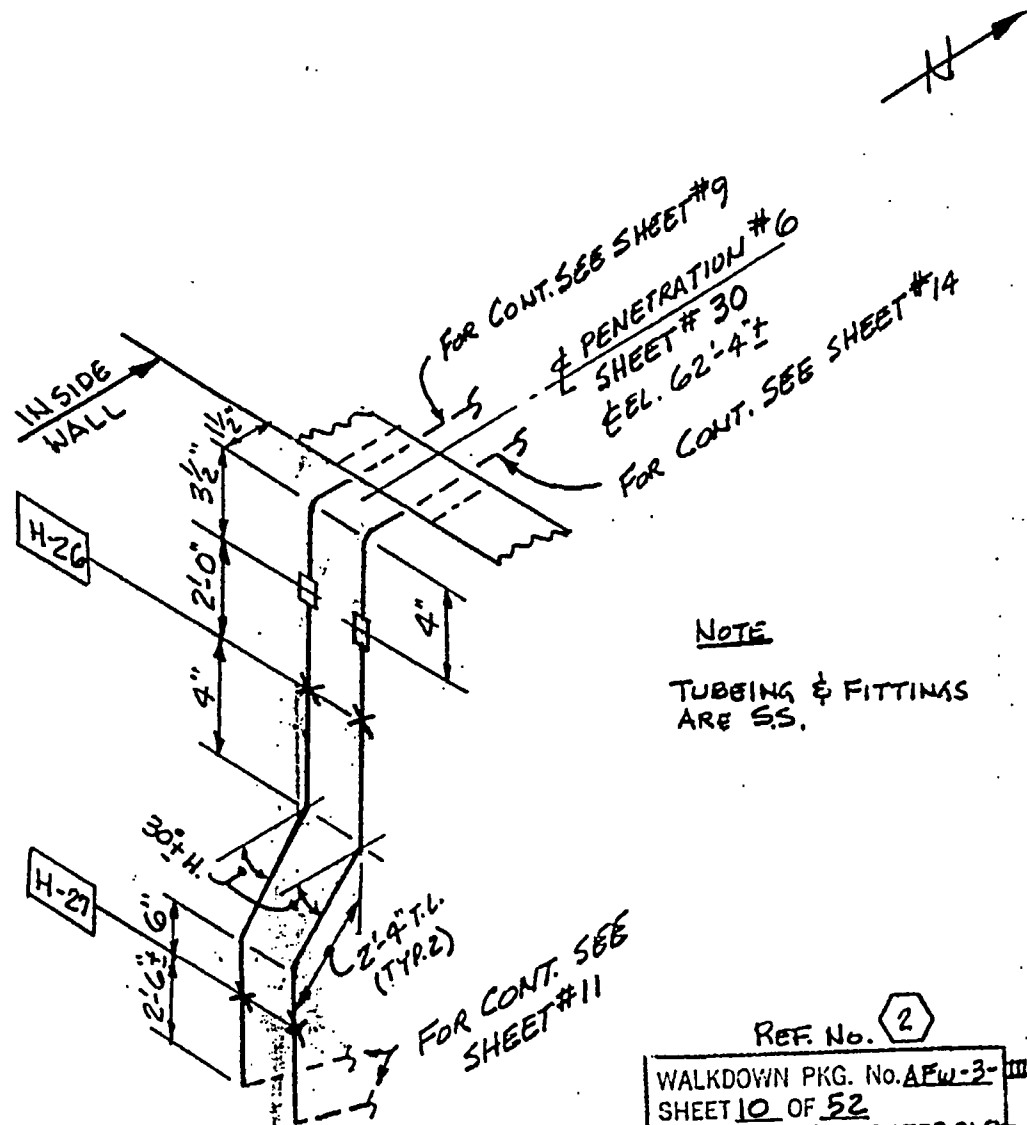 N
FOR CONT. SEE SHEET #9
⅊ PENETRATION #6
SHEET # 30
⅊ EL. 62'-4"±
FOR CONT. SEE SHEET #14
INSIDE
WALL
1½"
3½"
H-26
2'-0"
4"
4"
NOTE
TUBEING & FITTINGS
ARE S.S.
30°± H.
H-27
6"
2'-6"±
2'-4" T.L.
(TYP.2)
FOR CONT. SEE
SHEET #11
REF. No. 2
WALKDOWN PKG. No. AFW-3-III
SHEET 10 OF 52